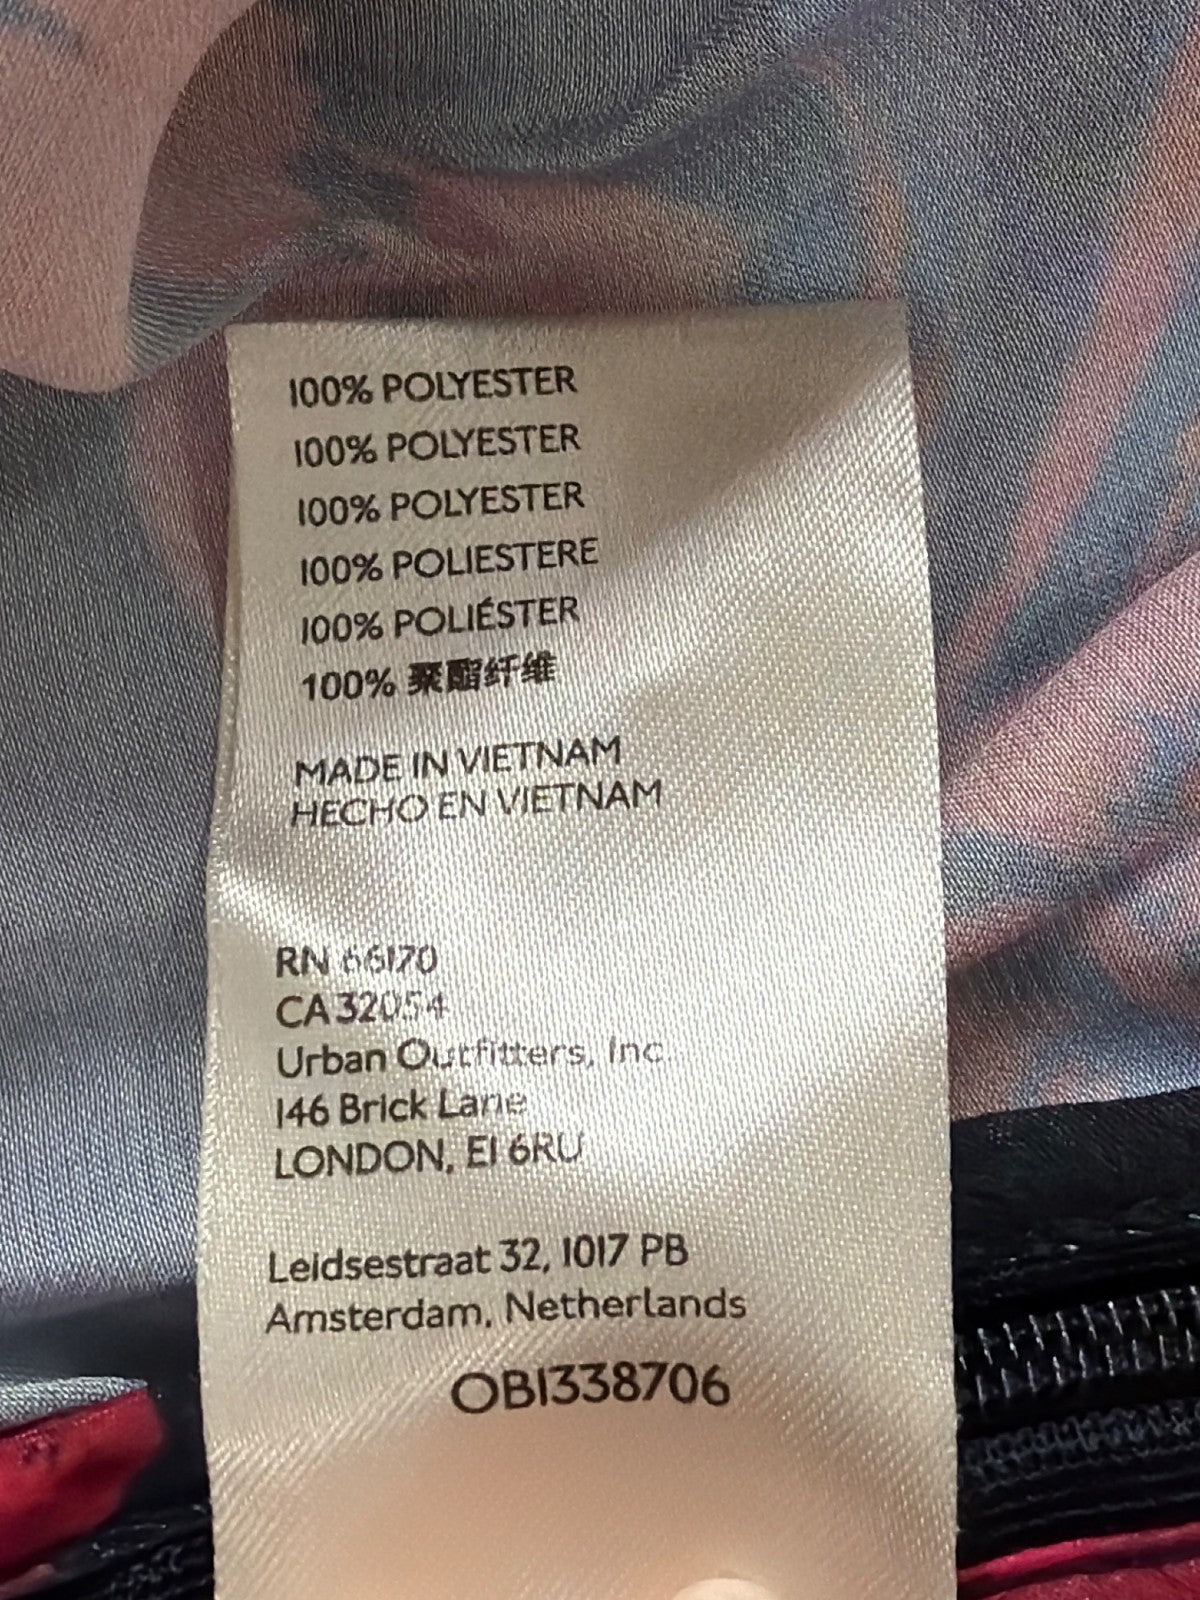 100% POLYESTER
100% POLYESTER
100% POLYESTER
100% POLIESTERE
100% POLIÉSTER
100% 聚酯纤维
MADE IN VIETNAM
HECHO EN VIETNAM
RN 66170
CA 32054
Urban Outfitters, Inc.
146 Brick Lane
LONDON, E1 6RU
Leidsestraat 32, 1017 PB
Amsterdam, Netherlands
OB1338706